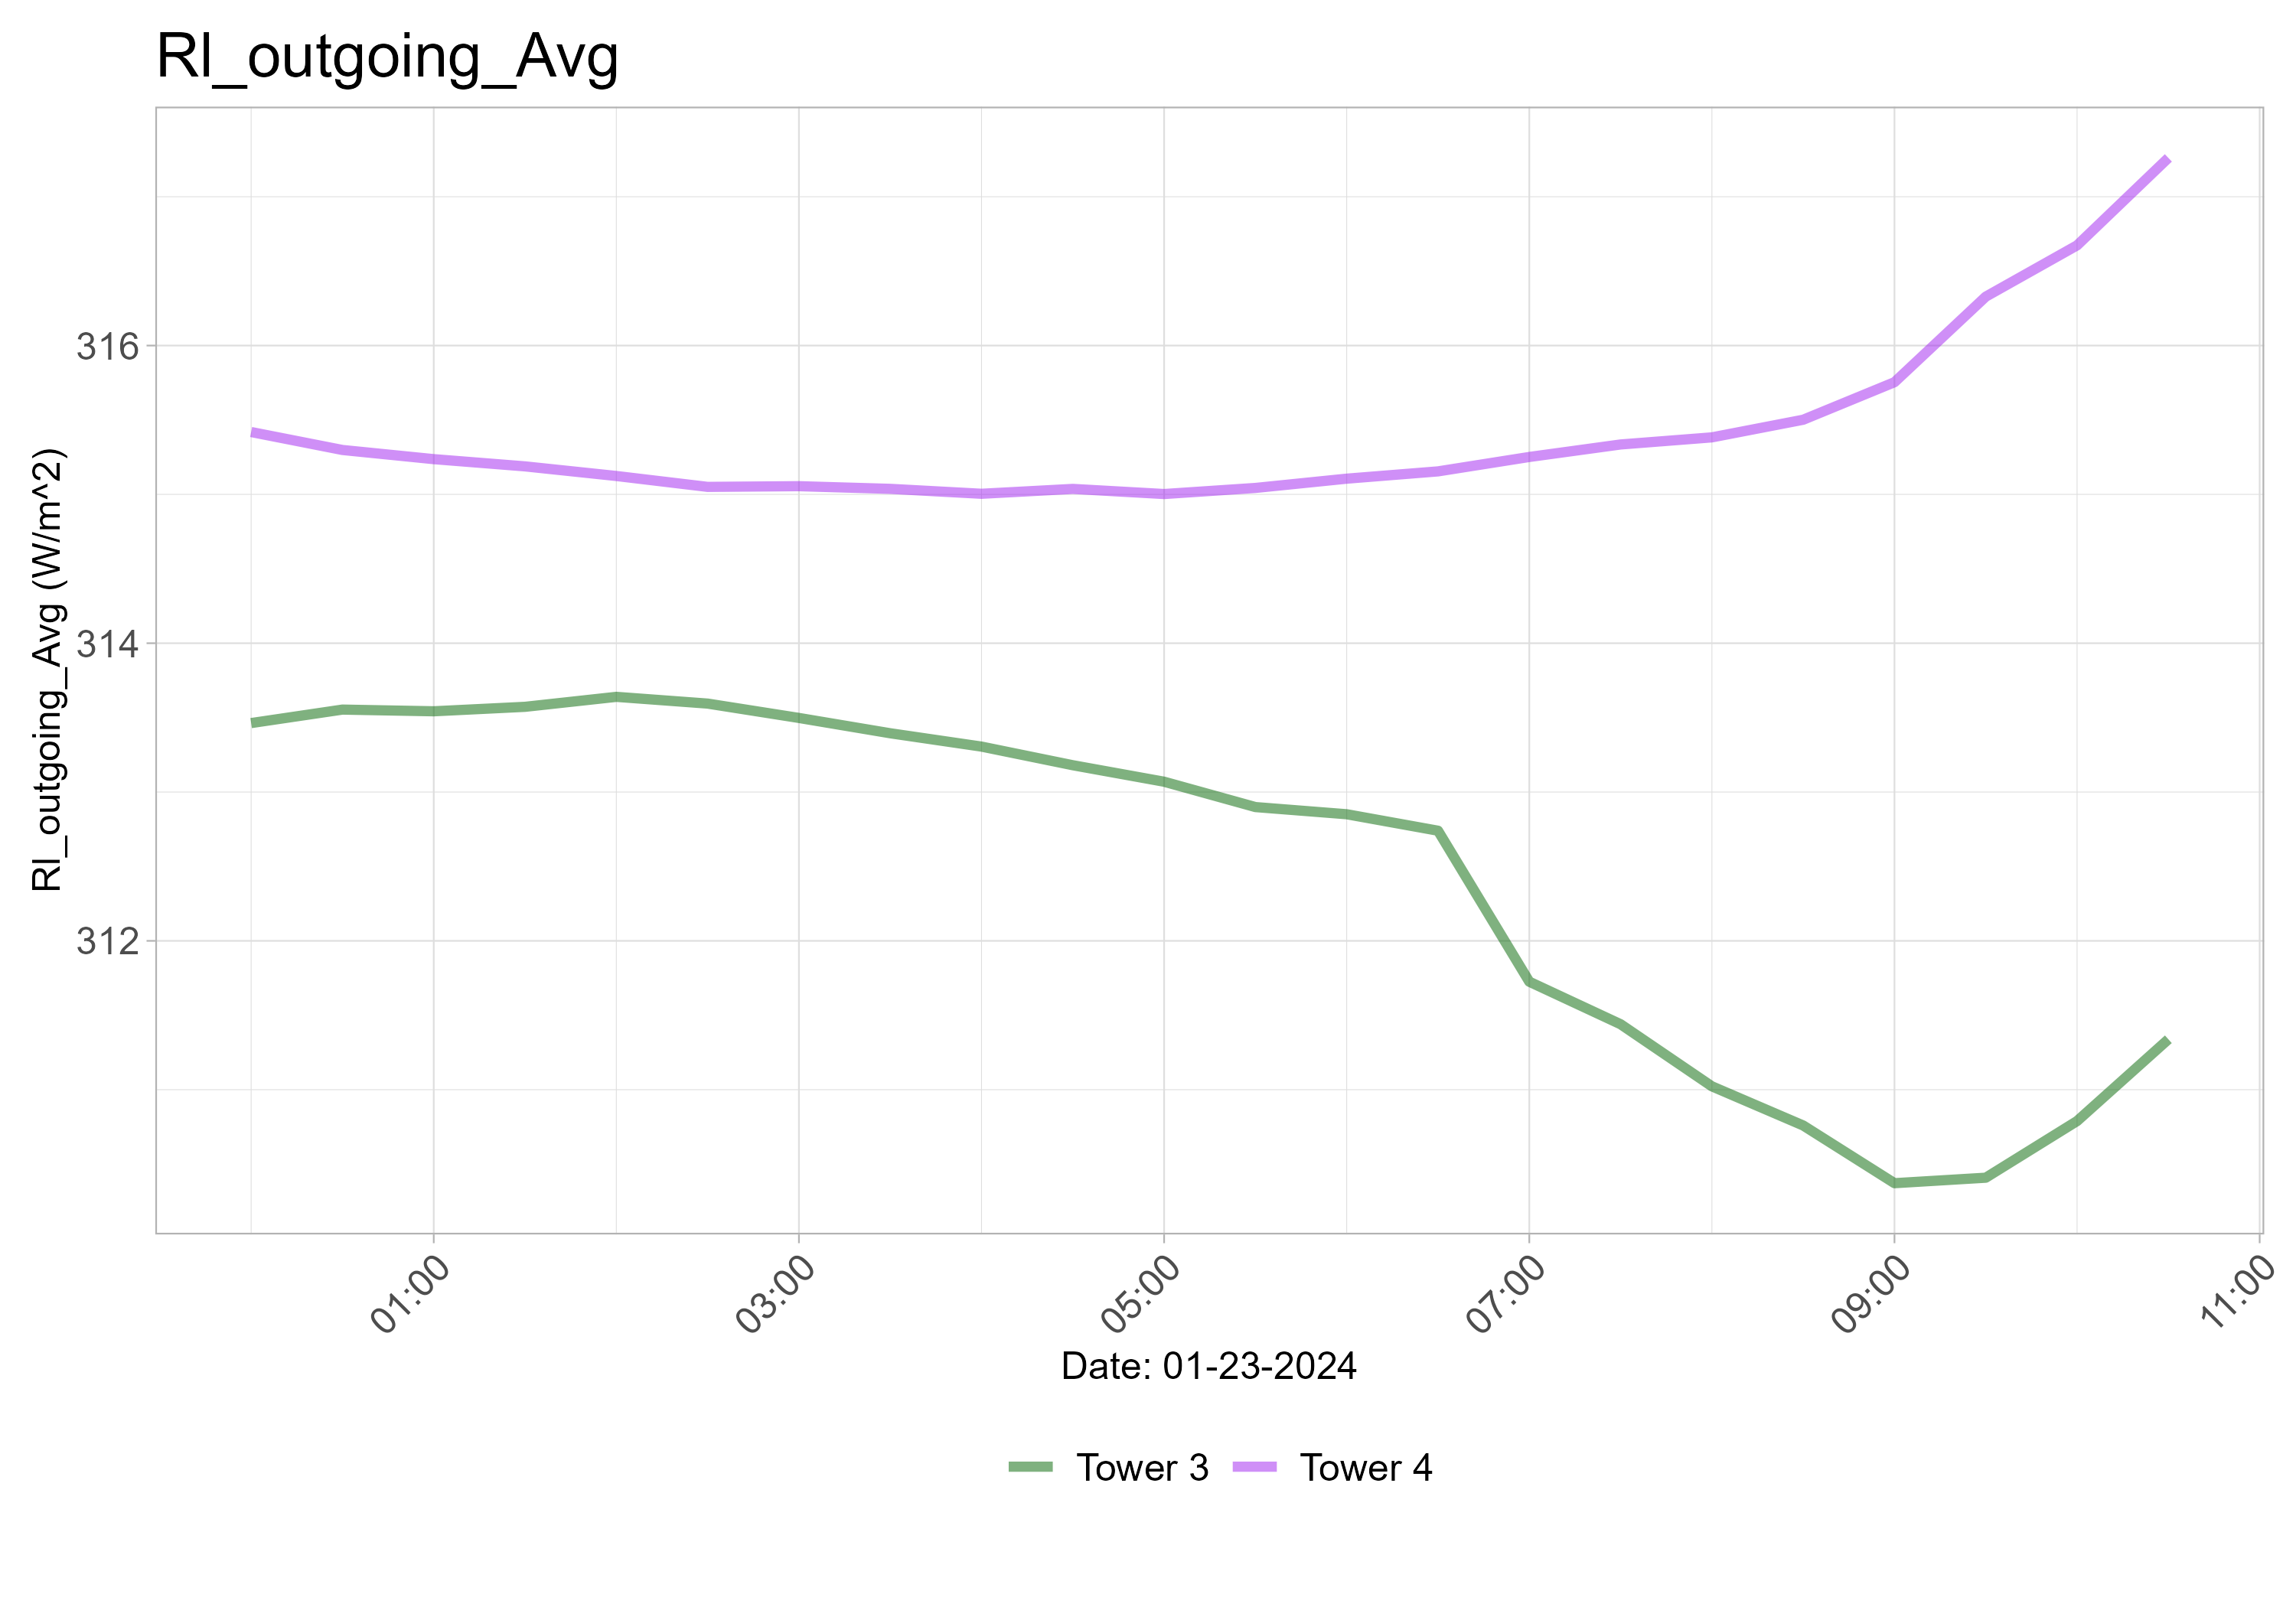 Rl_outgoing_Avg
Rl_outgoing_Avg (W/m^2)
316
314
312
01:00
03:00
05:00
07:00
09:00
11:00
Date: 01-23-2024
Tower 3
Tower 4